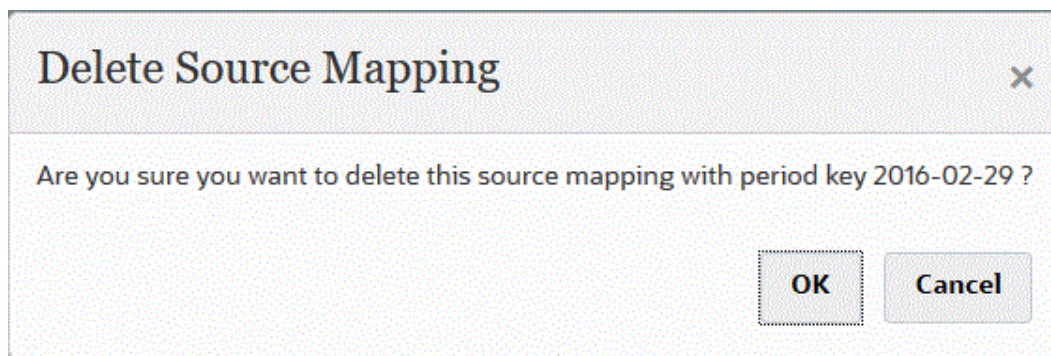 Delete Source Mapping
Are you sure you want to delete this source mapping with period key 2016-02-29 ?
OK Cancel